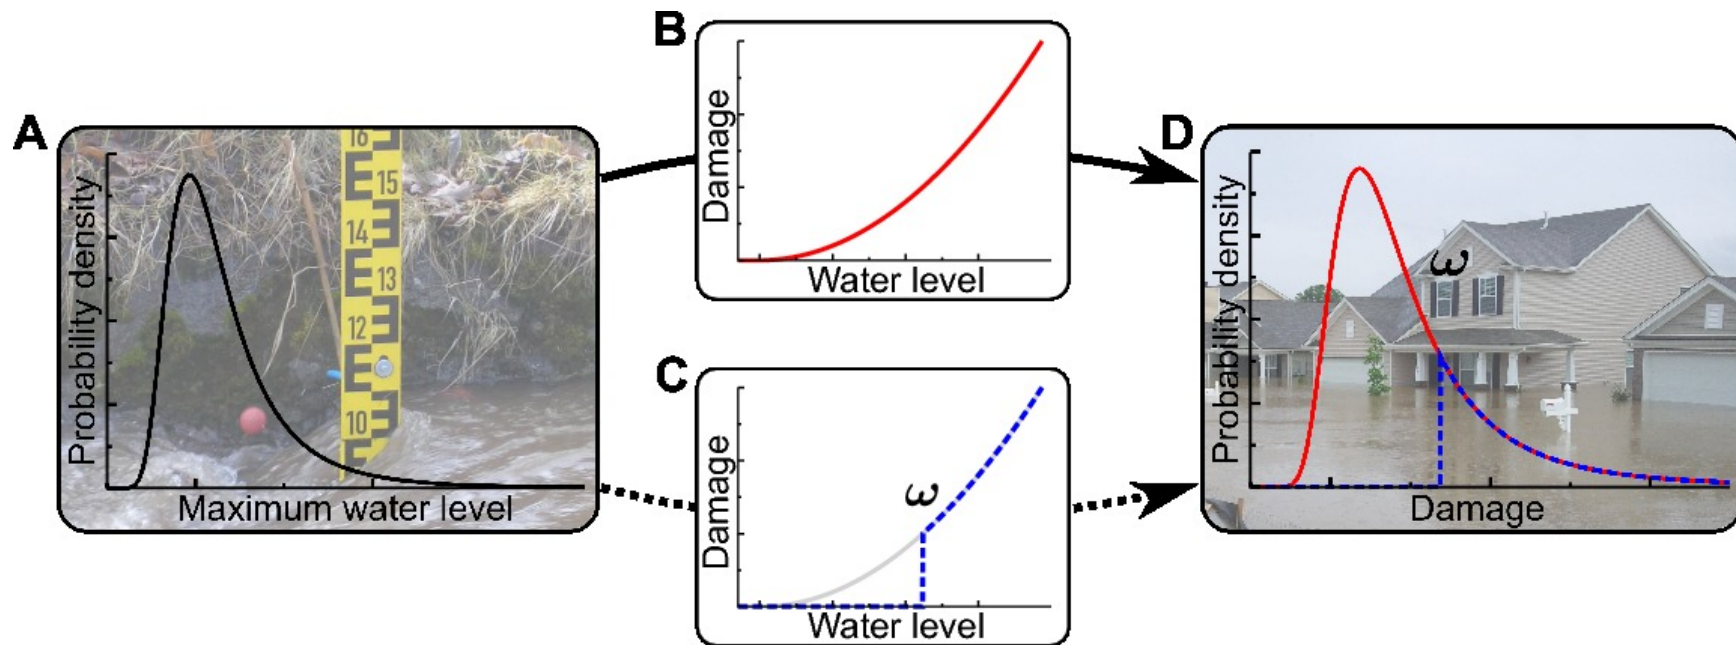 A
Probability density
Maximum water level
16
15
14
13
12
10
B
Damage
Water level
C
Damage
Water level
ω
D
Probability density
Damage
ω